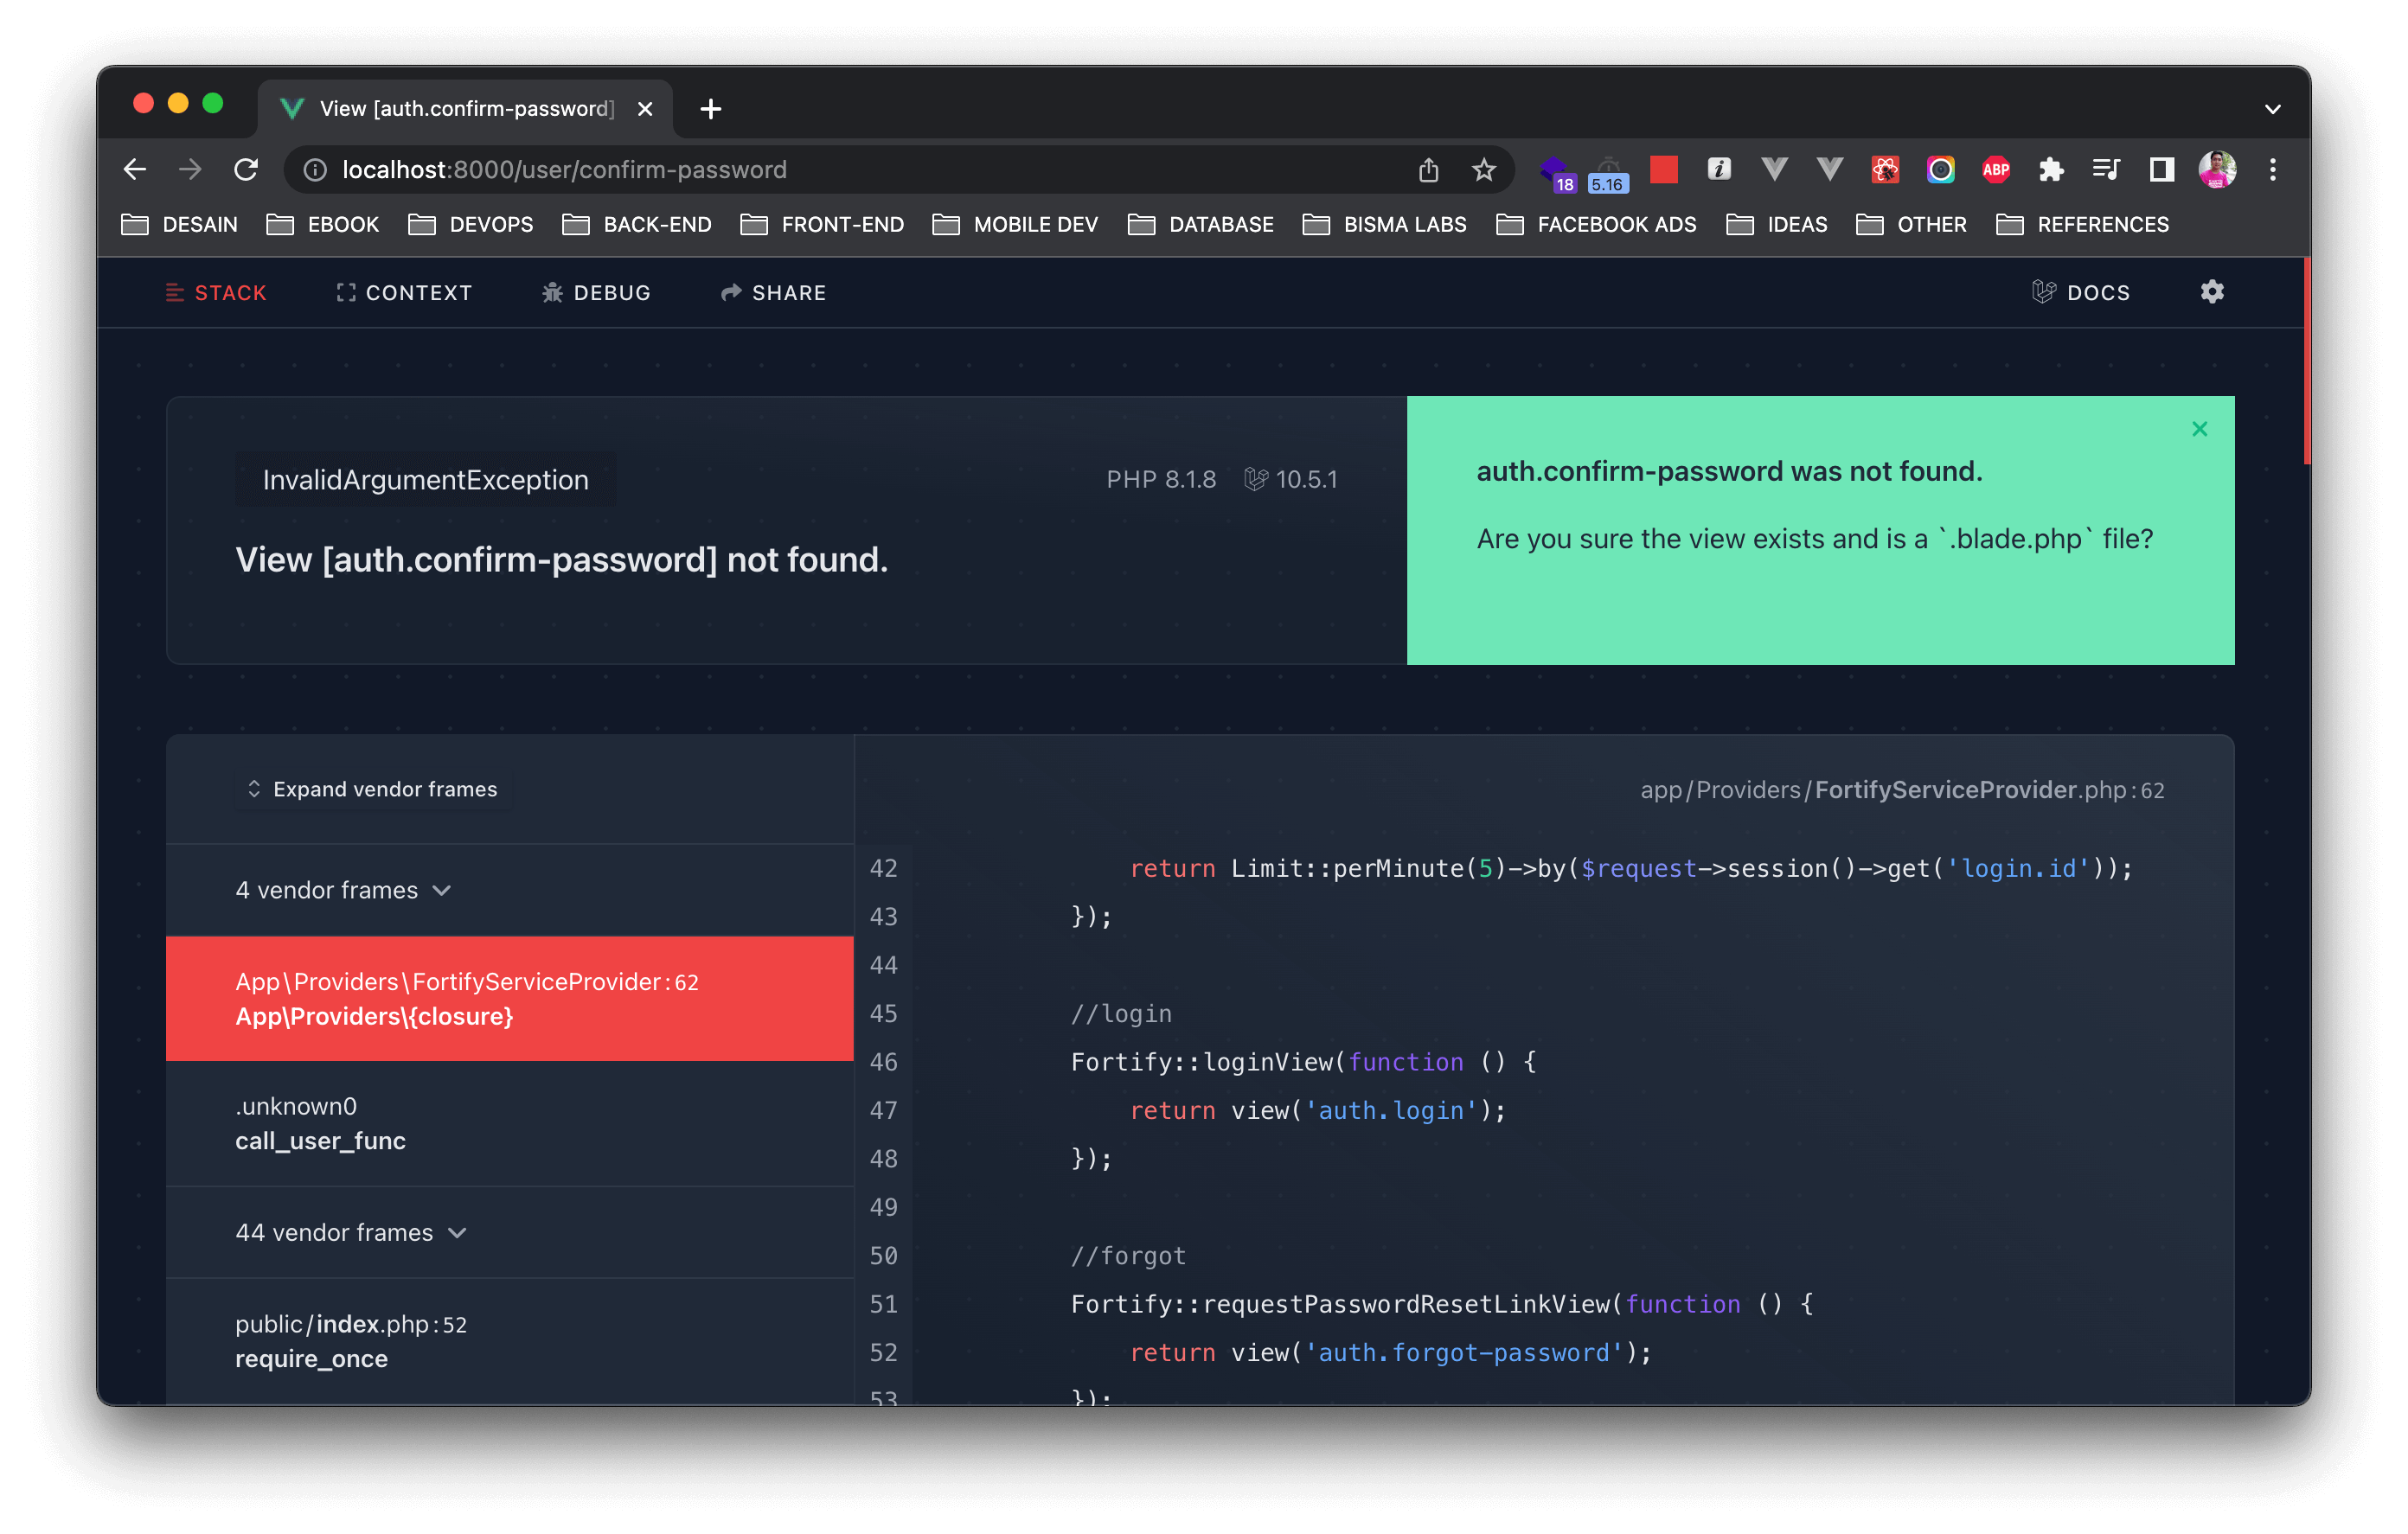 View [auth.confirm-password]
localhost:8000/user/confirm-password
18
5.16
ABP
DESAIN
EBOOK
DEVOPS
BACK-END
FRONT-END
MOBILE DEV
DATABASE
BISMA LABS
FACEBOOK ADS
IDEAS
OTHER
REFERENCES
STACK
CONTEXT
DEBUG
SHARE
DOCS
InvalidArgumentException
PHP 8.1.8
10.5.1
View [auth.confirm-password] not found.
auth.confirm-password was not found.
Are you sure the view exists and is a `.blade.php` file?
Expand vendor frames
4 vendor frames
App\Providers\FortifyServiceProvider:62
App\Providers\{closure}
.unknown0
call_user_func
44 vendor frames
public/index.php:52
require_once
app/Providers/FortifyServiceProvider.php:62
42 return Limit::perMinute(5)->by($request->session()->get('login.id'));
43 });
44
45 //login
46 Fortify::loginView(function () {
47 return view('auth.login');
48 });
49
50 //forgot
51 Fortify::requestPasswordResetLinkView(function () {
52 return view('auth.forgot-password');
53 });